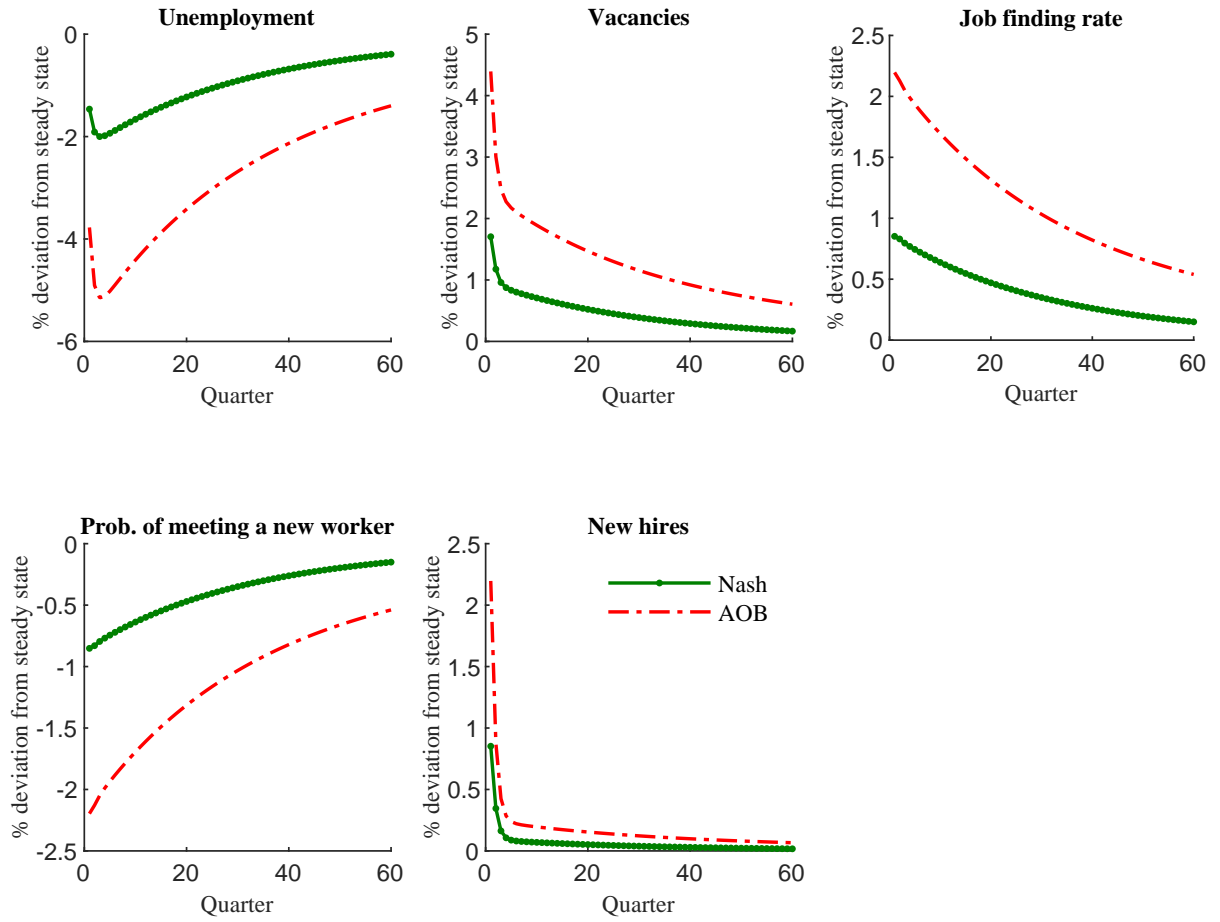 Unemployment
% deviation from steady state
0
-2
-4
-6
0 20 40 60
Quarter
Vacancies
% deviation from steady state
5
4
3
2
1
0
0 20 40 60
Quarter
Job finding rate
% deviation from steady state
2.5
2
1.5
1
0.5
0
0 20 40 60
Quarter
Prob. of meeting a new worker
% deviation from steady state
0
-0.5
-1
-1.5
-2
-2.5
0 20 40 60
Quarter
New hires
% deviation from steady state
2.5
2
1.5
1
0.5
0
0 20 40 60
Quarter
Nash
AOB